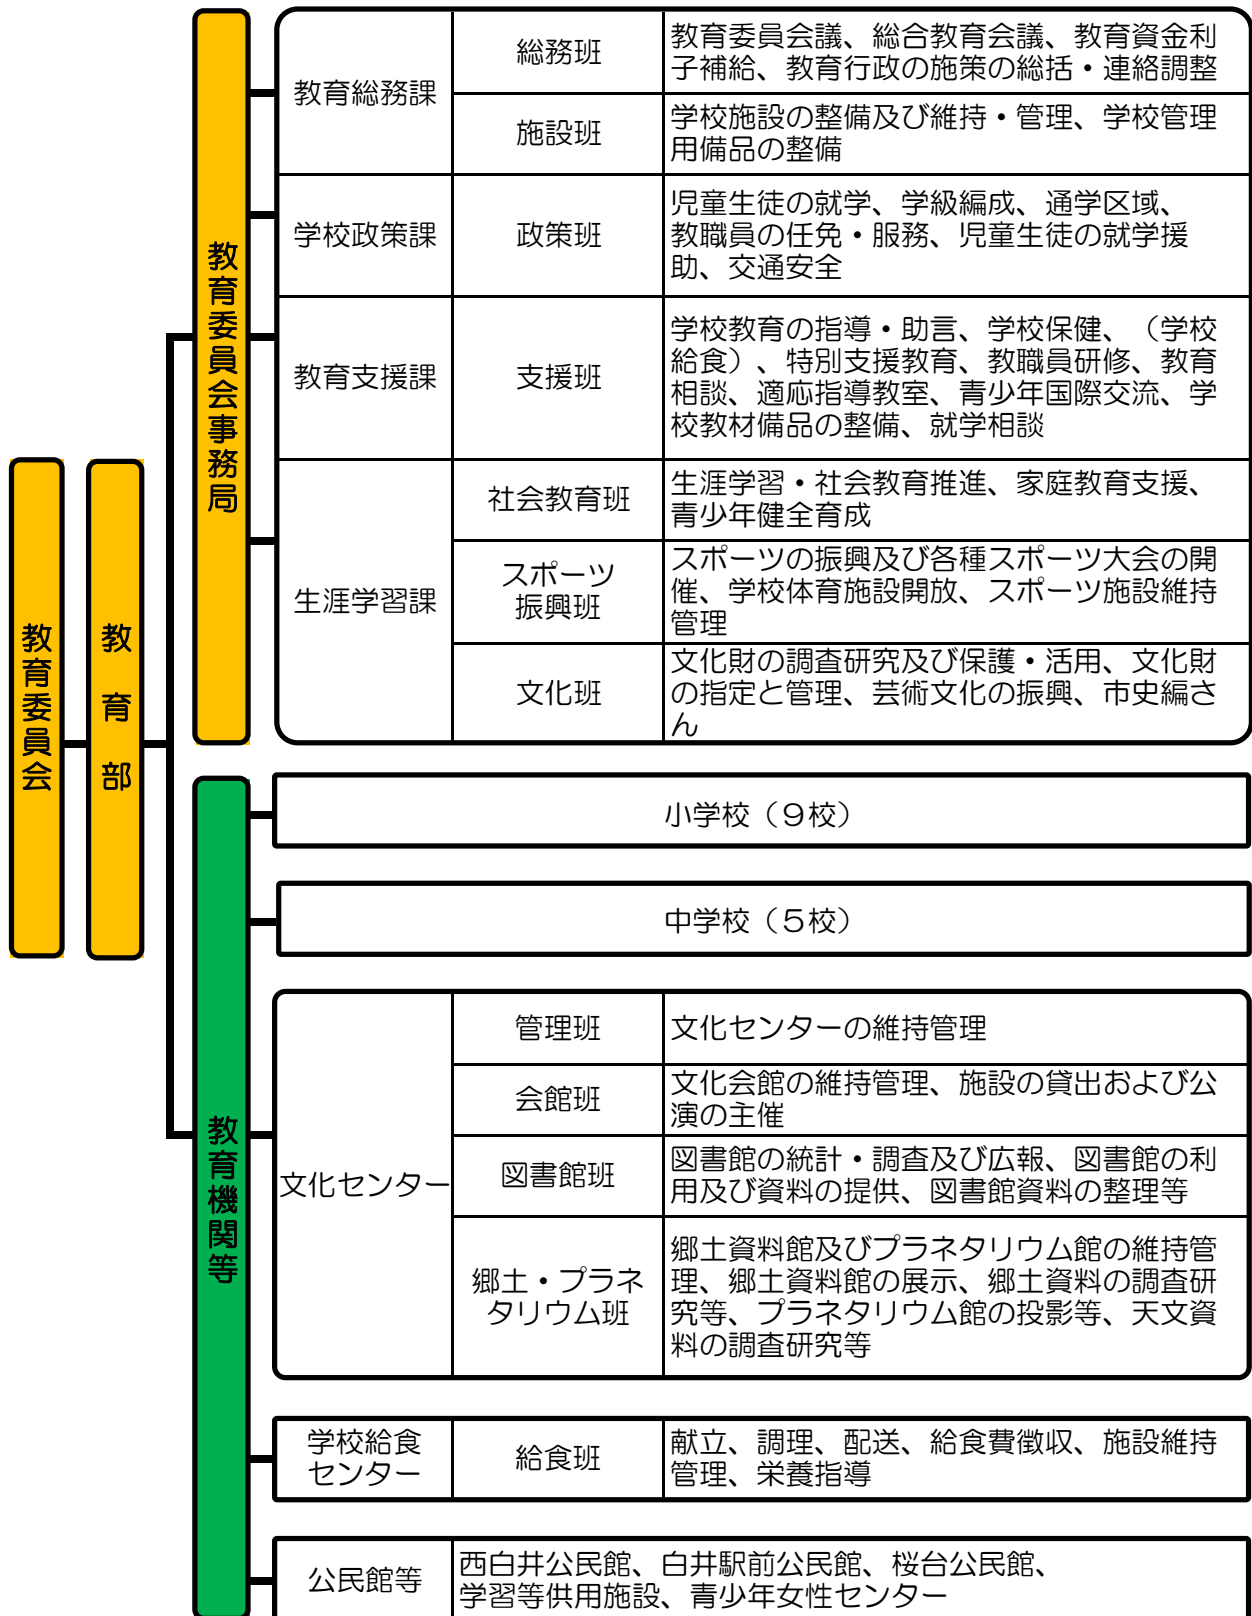 教育委員会
教育部
教育委員会事務局
教育総務課
総務班
教育委員会議、総合教育会議、教育資金利
子補給、教育行政の施策の総括・連絡調整
施設班
学校施設の整備及び維持・管理、学校管理
用備品の整備
学校政策課
政策班
児童生徒の就学、学級編成、通学区域、
教職員の任免・服務、児童生徒の就学援
助、交通安全
教育支援課
支援班
学校教育の指導・助言、学校保健、（学校
給食）、特別支援教育、教職員研修、教育
相談、適応指導教室、青少年国際交流、学
校教材備品の整備、就学相談
生涯学習課
社会教育班
生涯学習・社会教育推進、家庭教育支援、
青少年健全育成
スポーツ
振興班
スポーツの振興及び各種スポーツ大会の開
催、学校体育施設開放、スポーツ施設維持
管理
文化班
文化財の調査研究及び保護・活用、文化財
の指定と管理、芸術文化の振興、市史編さ
ん
教育機関等
小学校（９校）
中学校（５校）
文化センター
管理班
文化センターの維持管理
会館班
文化会館の維持管理、施設の貸出および公
演の主催
図書館班
図書館の統計・調査及び広報、図書館の利
用及び資料の提供、図書館資料の整理等
郷土・プラネ
タリウム班
郷土資料館及びプラネタリウム館の維持管
理、郷土資料館の展示、郷土資料の調査研
究等、プラネタリウム館の投影等、天文資
料の調査研究等
学校給食
センター
給食班
献立、調理、配送、給食費徴収、施設維持
管理、栄養指導
公民館等
西白井公民館、白井駅前公民館、桜台公民館、
学習等供用施設、青少年女性センター